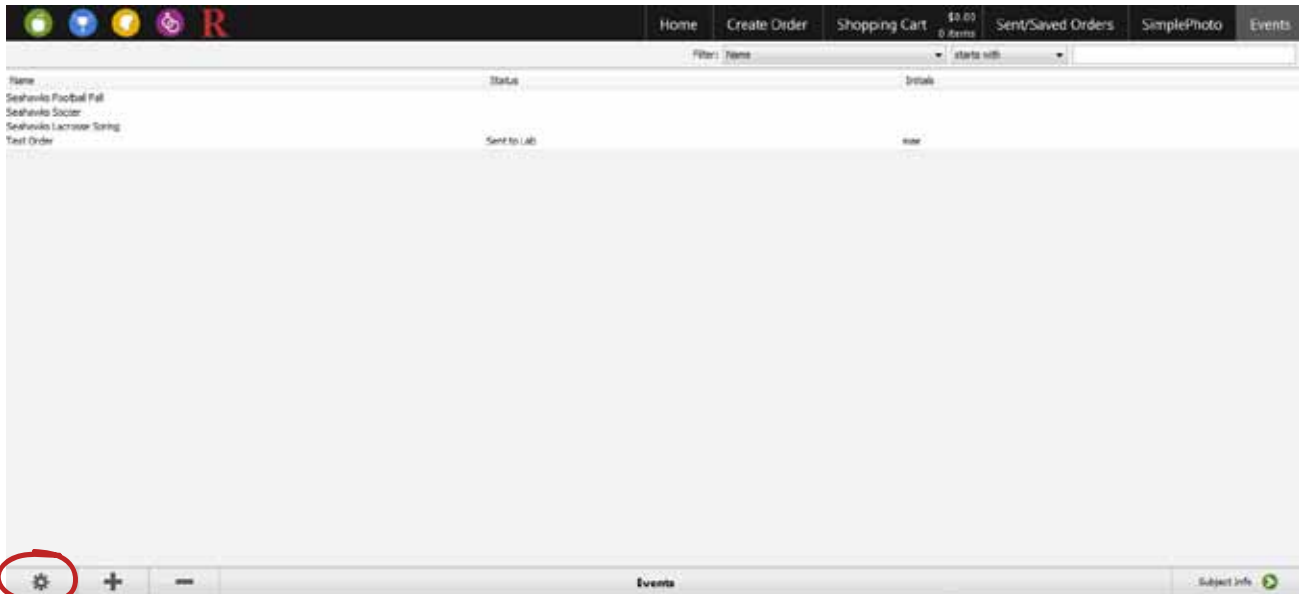 R
Home Create Order Shopping Cart $0.00 0 items Sent/Saved Orders SimplePhoto Events
Filter: Name starts with
Name Status Initials
Seahawks Football Fall
Seahawks Soccer
Seahawks Lacrosse Spring
Test Order Sent to Lab
Events Subject Info